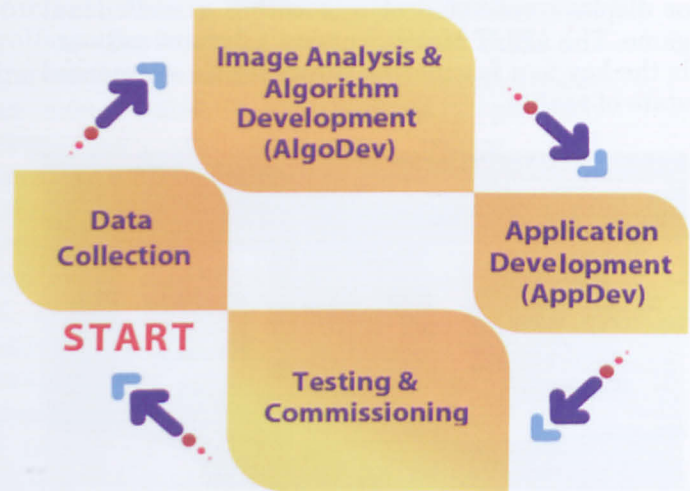 Image Analysis &
Algorithm
Development
(AlgoDev)
Data
Collection
Application
Development
(AppDev)
START
Testing &
Commissioning